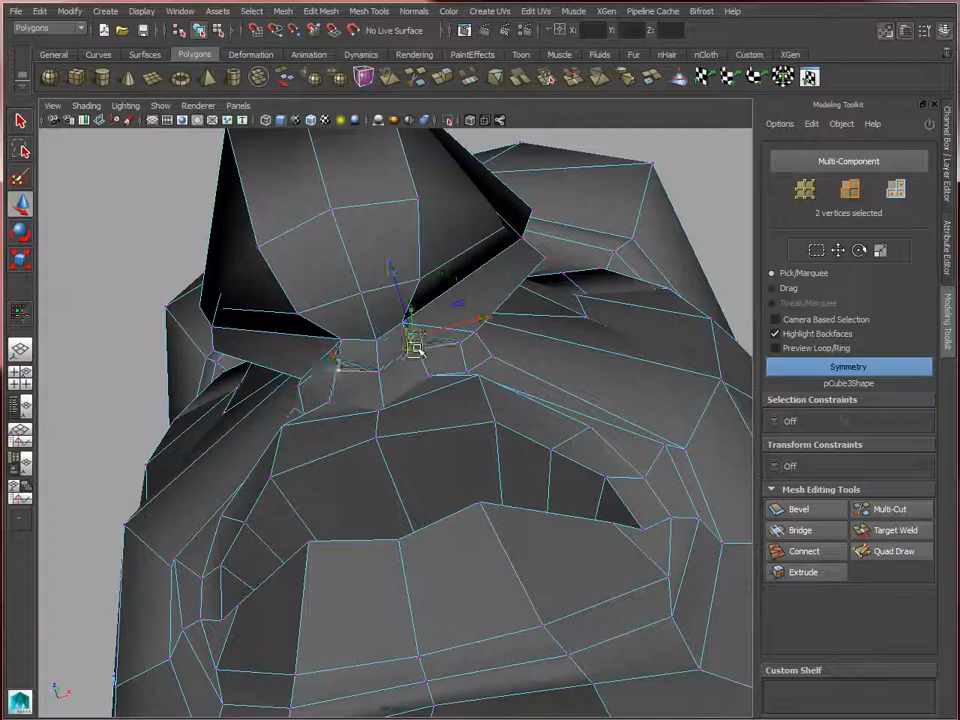 File Edit Modify Create Display Window Assets Select Mesh Edit Mesh Mesh Tools Normals Color Create UVs Edit UVs Muscle XGen Pipeline Cache Bifrost Help
Polygons
No Live Surface
X: Y: Z:
General Curves Surfaces Polygons Deformation Animation Dynamics Rendering PaintEffects Toon Muscle Fluids Fur nHair nCloth Custom XGen
View Shading Lighting Show Renderer Panels
Modeling Toolkit
Options Edit Object Help
Multi-Component
2 vertices selected
Pick/Marquee
Drag
Tweak/Marquee
Camera Based Selection
Highlight Backfaces
Preview Loop/Ring
Symmetry
pCube3Shape
Selection Constraints
Off
Transform Constraints
Off
Mesh Editing Tools
Bevel Multi-Cut
Bridge Target Weld
Connect Quad Draw
Extrude
Custom Shelf
Channel Box / Layer Editor
Attribute Editor
Modeling Toolkit